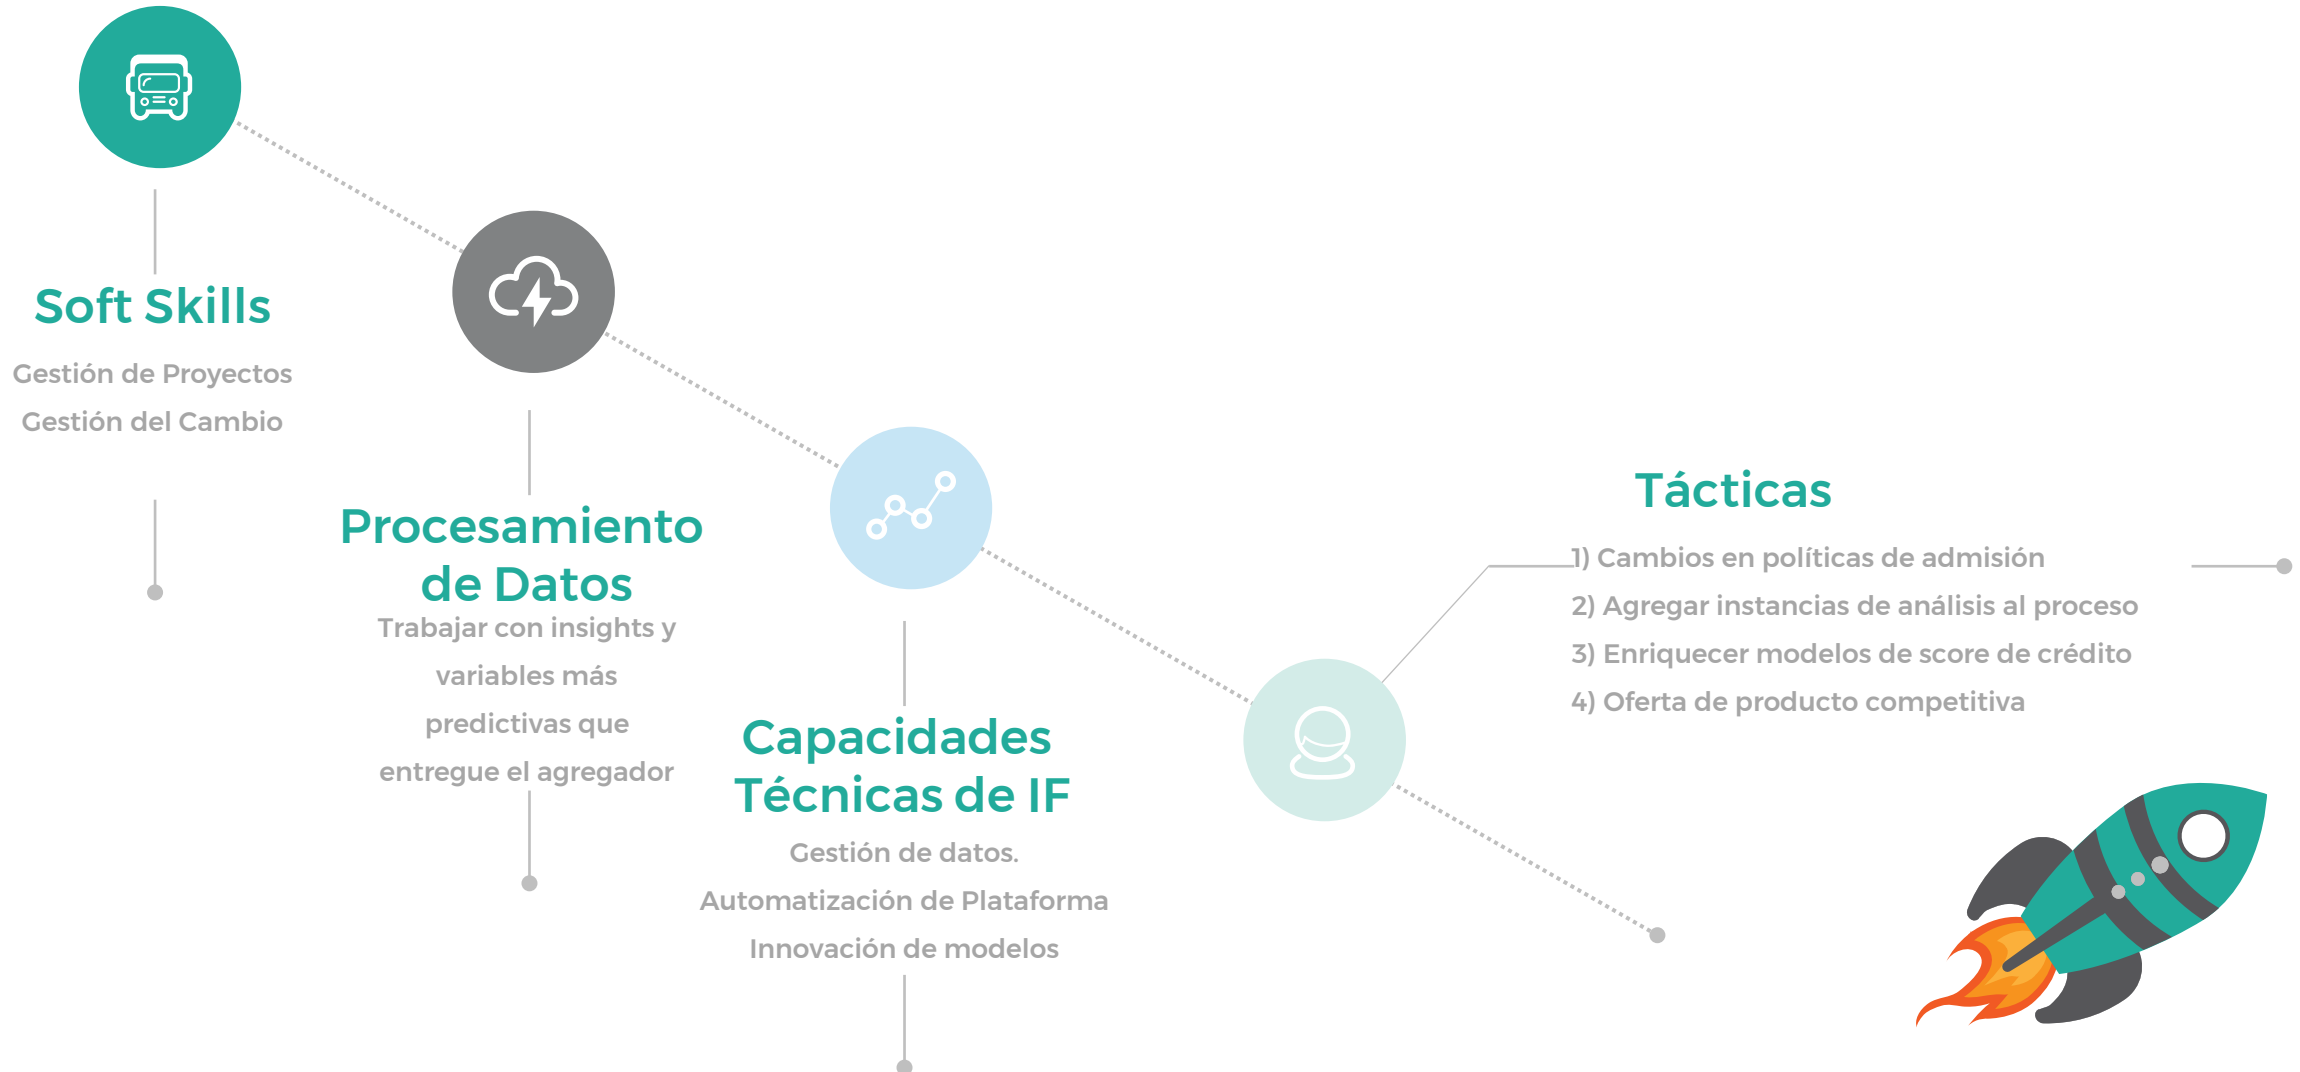 Soft Skills
Gestión de Proyectos
Gestión del Cambio
Procesamiento
de Datos
Trabajar con insights y
variables más
predictivas que
entregue el agregador
Capacidades
Técnicas de IF
Gestión de datos.
Automatización de Plataforma
Innovación de modelos
Tácticas
1) Cambios en políticas de admisión
2) Agregar instancias de análisis al proceso
3) Enriquecer modelos de score de crédito
4) Oferta de producto competitiva